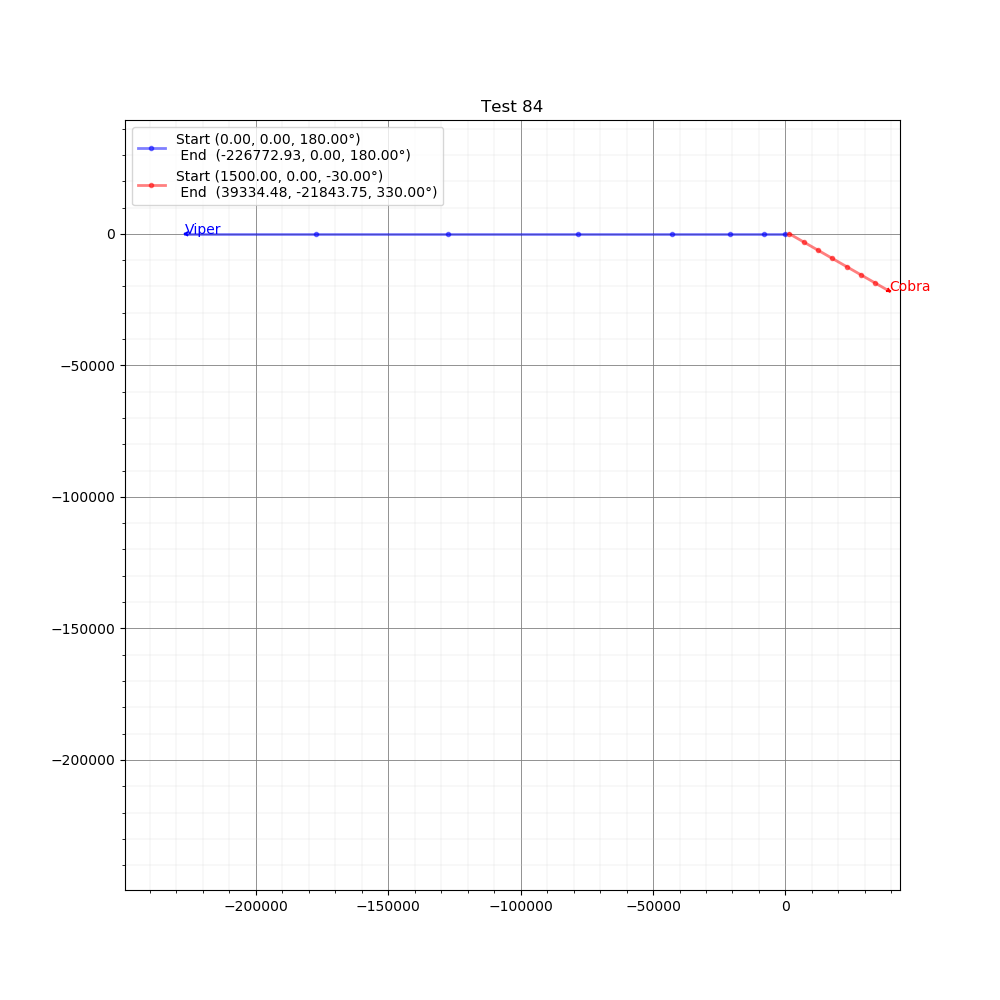 Test 84
Start (0.00, 0.00, 180.00°)
End  (-226772.93, 0.00, 180.00°)
Start (1500.00, 0.00, -30.00°)
End  (39334.48, -21843.75, 330.00°)
Viper
Cobra
0
−50000
−100000
−150000
−200000
−200000
−150000
−100000
−50000
0